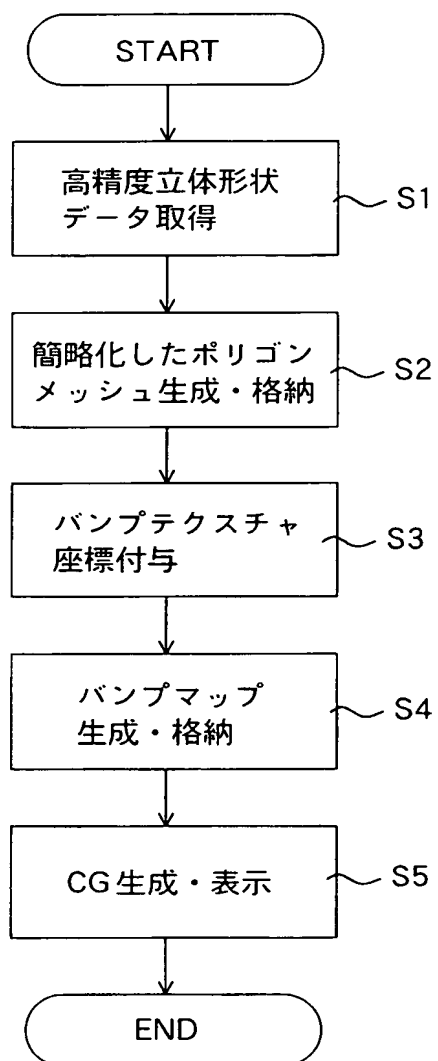 START
高精度立体形状
データ取得
S1
簡略化したポリゴン
メッシュ生成・格納
S2
バンプテクスチャ
座標付与
S3
バンプマップ
生成・格納
S4
CG生成・表示
S5
END